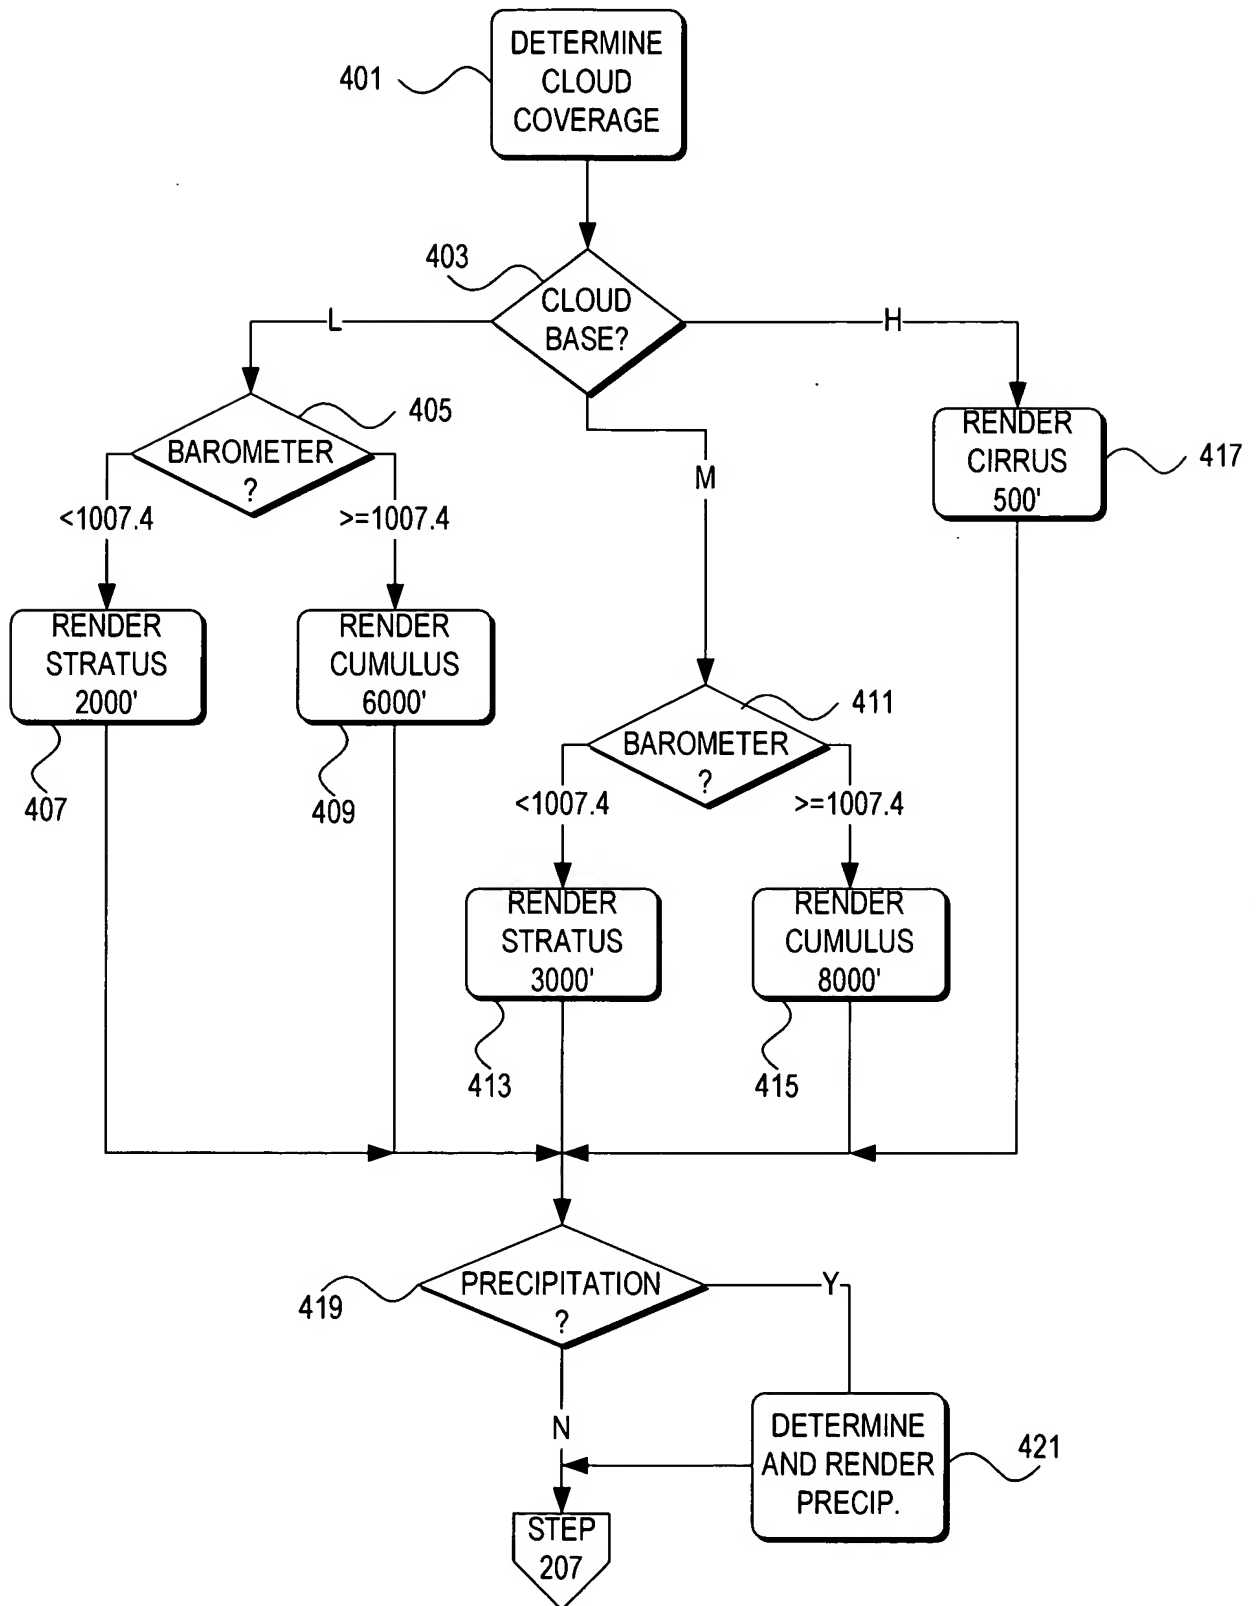 DETERMINE
CLOUD
COVERAGE
401
403
CLOUD
BASE?
L
H
M
405
BAROMETER
?
<1007.4
>=1007.4
RENDER
CIRRUS
500'
417
RENDER
STRATUS
2000'
407
RENDER
CUMULUS
6000'
409
411
BAROMETER
?
<1007.4
>=1007.4
RENDER
STRATUS
3000'
413
RENDER
CUMULUS
8000'
415
419
PRECIPITATION
?
Y
N
DETERMINE
AND RENDER
PRECIP.
421
STEP
207